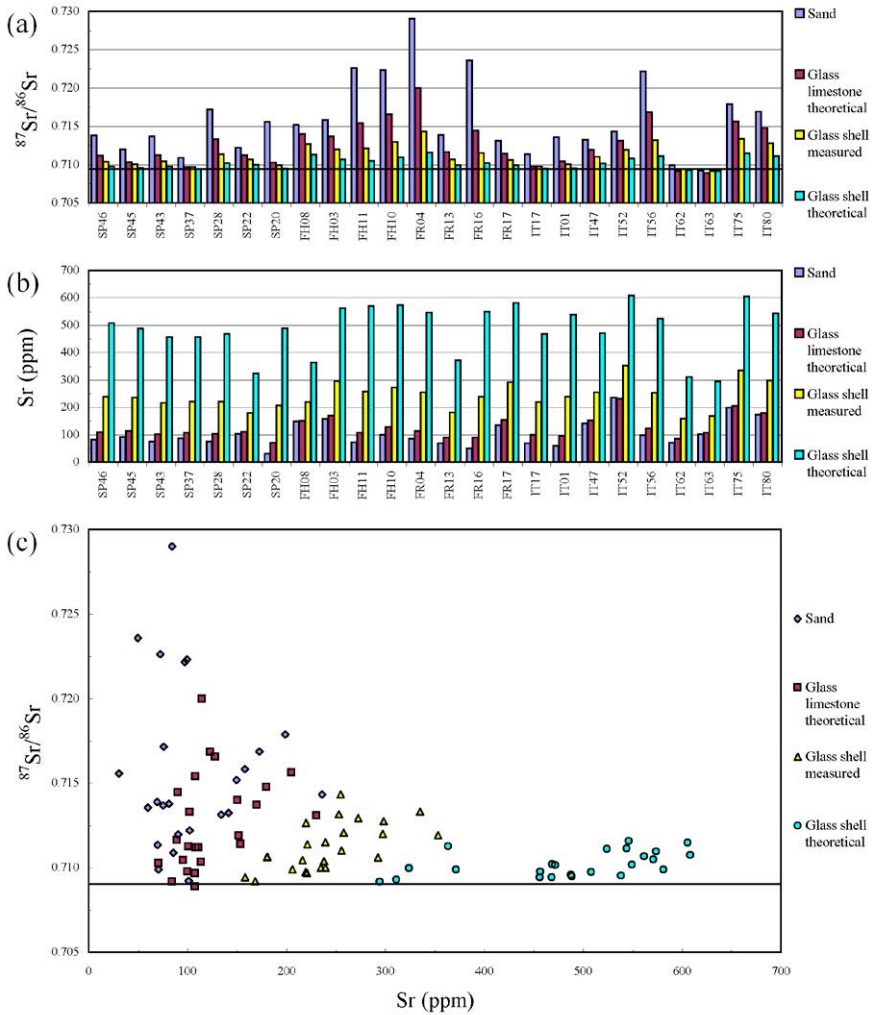 (a)
⁸⁷Sr/⁸⁶Sr
0.730
0.725
0.720
0.715
0.710
0.705
SP46 SP45 SP43 SP37 SP28 SP22 SP20 FH08 FH03 FH11 FH10 FR04 FR13 FR16 FR17 IT17 IT01 IT47 IT52 IT56 IT62 IT63 IT75 IT80
Sand
Glass
limestone
theoretical
Glass shell
measured
Glass shell
theoretical
(b)
Sr (ppm)
700
600
500
400
300
200
100
0
SP46 SP45 SP43 SP37 SP28 SP22 SP20 FH08 FH03 FH11 FH10 FR04 FR13 FR16 FR17 IT17 IT01 IT47 IT52 IT56 IT62 IT63 IT75 IT80
Sand
Glass
limestone
theoretical
Glass shell
measured
Glass shell
theoretical
(c)
⁸⁷Sr/⁸⁶Sr
0.730
0.725
0.720
0.715
0.710
0.705
0 100 200 300 400 500 600 700
Sr (ppm)
Sand
Glass
limestone
theoretical
Glass shell
measured
Glass shell
theoretical